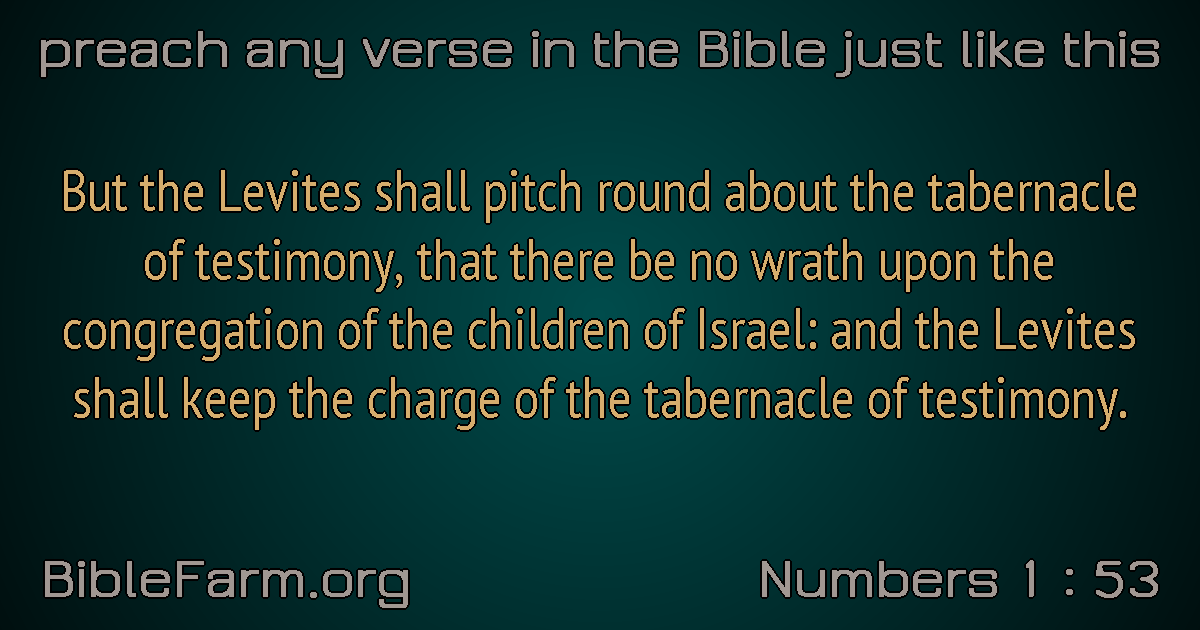 preach any verse in the Bible just like this
But the Levites shall pitch round about the tabernacle
of testimony, that there be no wrath upon the
congregation of the children of Israel: and the Levites
shall keep the charge of the tabernacle of testimony.
BibleFarm.org
Numbers 1 : 53